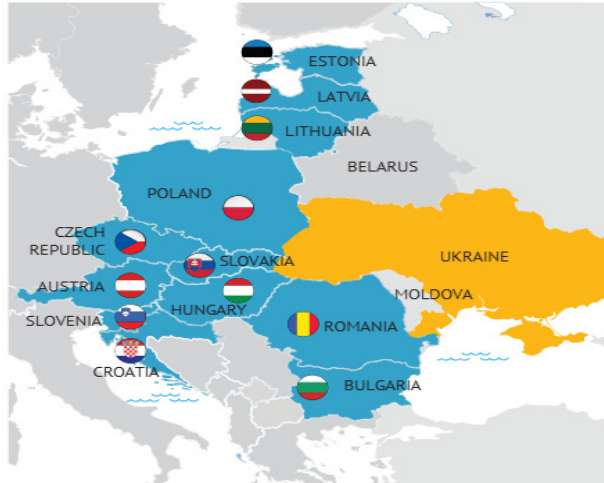 ESTONIA
LATVIA
LITHUANIA
BELARUS
POLAND
CZECH
REPUBLIC
SLOVAKIA
UKRAINE
AUSTRIA
HUNGARY
MOLDOVA
SLOVENIA
ROMANIA
CROATIA
BULGARIA